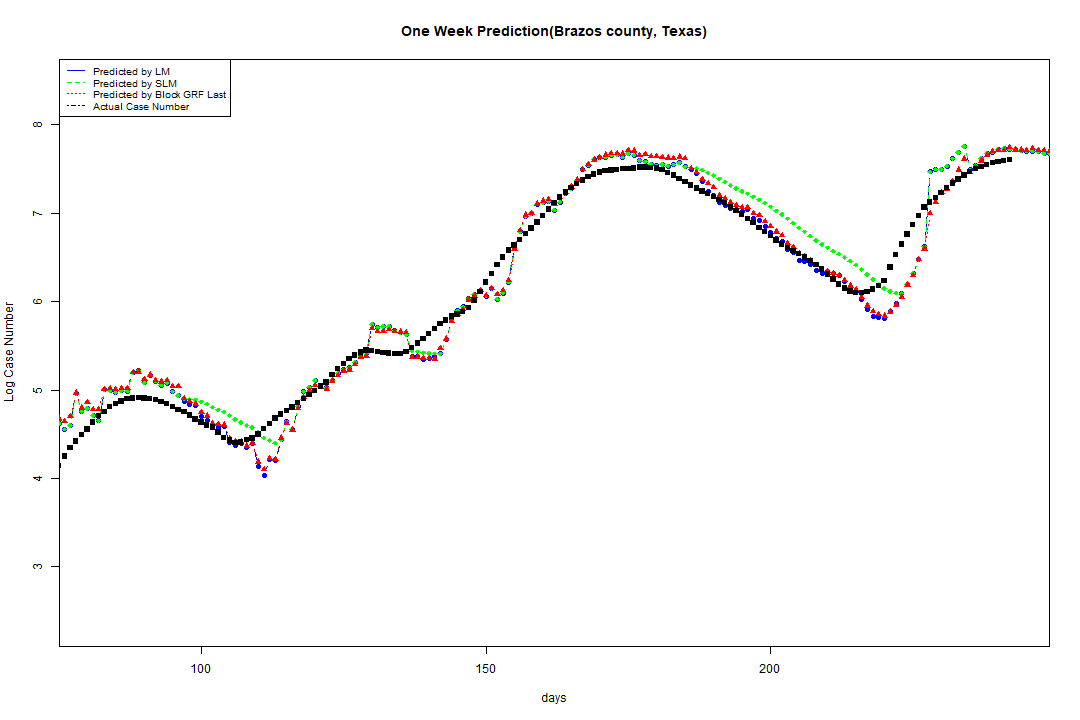 One Week Prediction(Brazos county, Texas)
Predicted by LM
Predicted by SLM
Predicted by Block GRF Last
Actual Case Number
8
7
6
5
4
3
Log Case Number
100 150 200
days